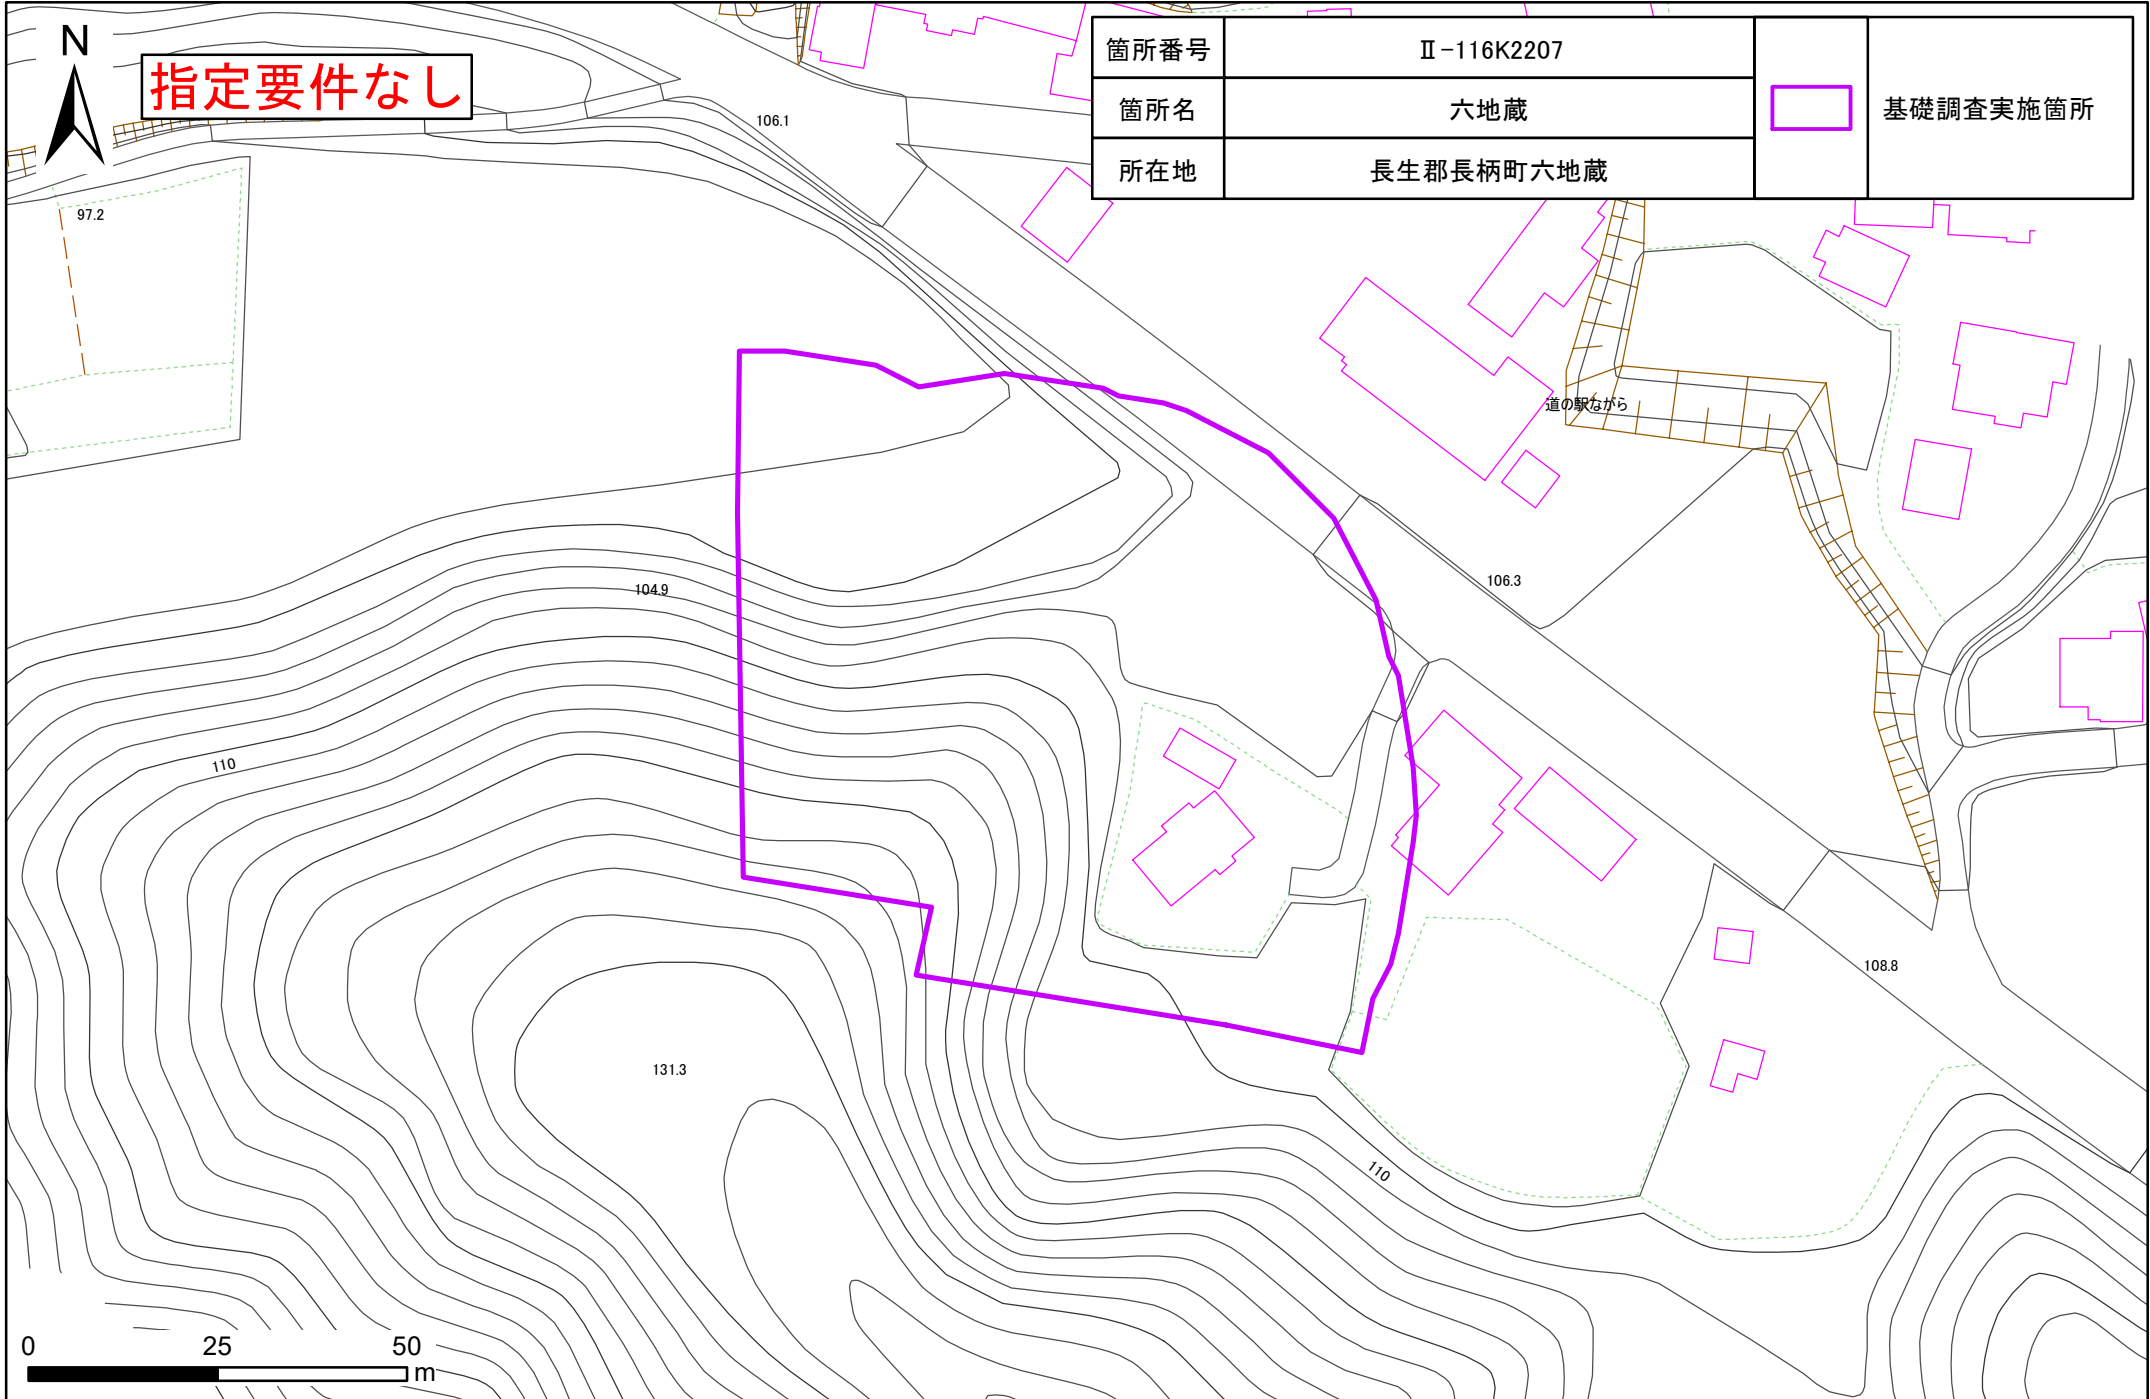 N
指定要件なし
箇所番号 Ⅱ-116K2207
箇所名 六地蔵
所在地 長生郡長柄町六地蔵
基礎調査実施箇所
106.1
97.2
道の駅ながら
104.9
106.3
110
108.8
131.3
110
0 25 50
m